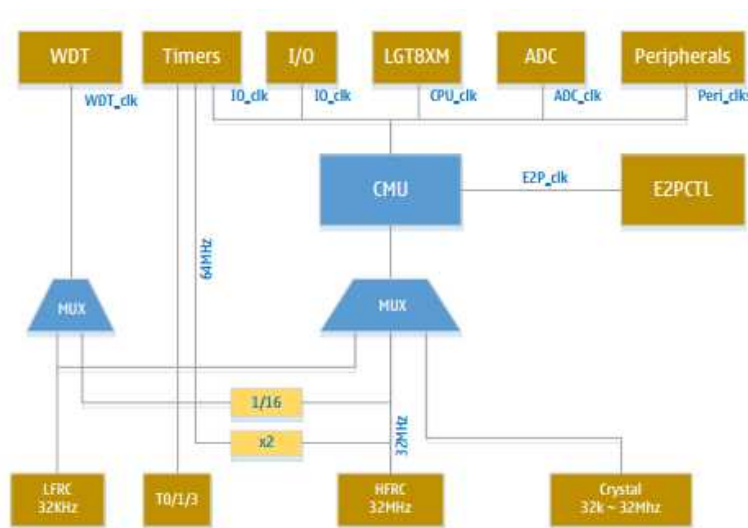 WDT
Timers
I/O
LGT8XM
ADC
Peripherals
WDT_clk
IO_clk
IO_clk
CPU_clk
ADC_clk
Peri_clks
CMU
E2P_clk
E2PCTL
64MHz
MUX
MUX
1/16
x2
32MHz
LFRC
32KHz
T0/1/3
HFRC
32MHz
Crystal
32k ~ 32Mhz